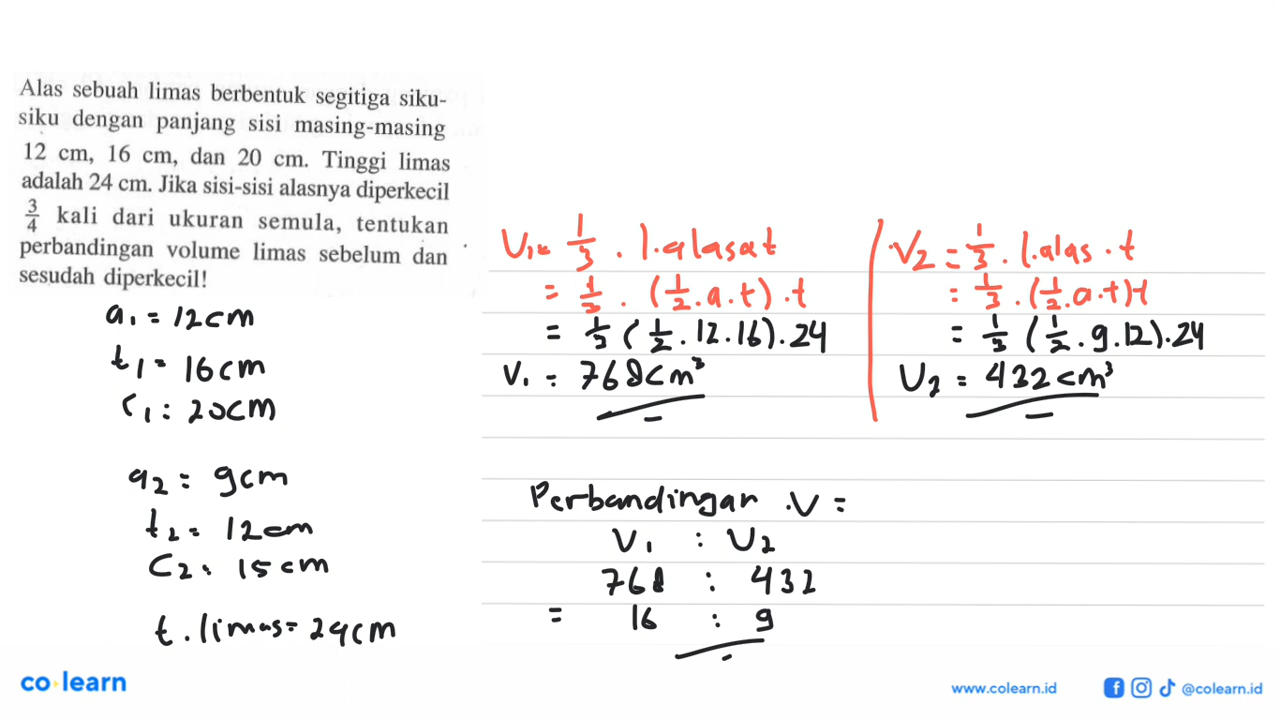 Alas sebuah limas berbentuk segitiga siku-
siku dengan panjang sisi masing-masing
12 cm, 16 cm, dan 20 cm. Tinggi limas
adalah 24 cm. Jika sisi-sisi alasnya diperkecil
3/4 kali dari ukuran semula, tentukan
perbandingan volume limas sebelum dan
sesudah diperkecil!
a₁ = 12cm
t₁ = 16cm
c₁ : 20cm
a₂ = 9cm
t₂ = 12cm
c₂ : 15cm
t. limas = 24cm
V₁ = 1/3 . l.alas.t
= 1/3 . (1/2 . a . t) . t
= 1/3 (1/2 . 12 . 16) . 24
V₁ = 768cm³
V₂ = 1/3 . l.alas . t
= 1/3 . (1/2 . a . t) t
= 1/3 (1/2 . 9 . 12) . 24
V₂ = 432cm³
Perbandingan .V =
V₁ : V₂
768 : 432
= 16 : 9
co learn
www.colearn.id
@colearn.id